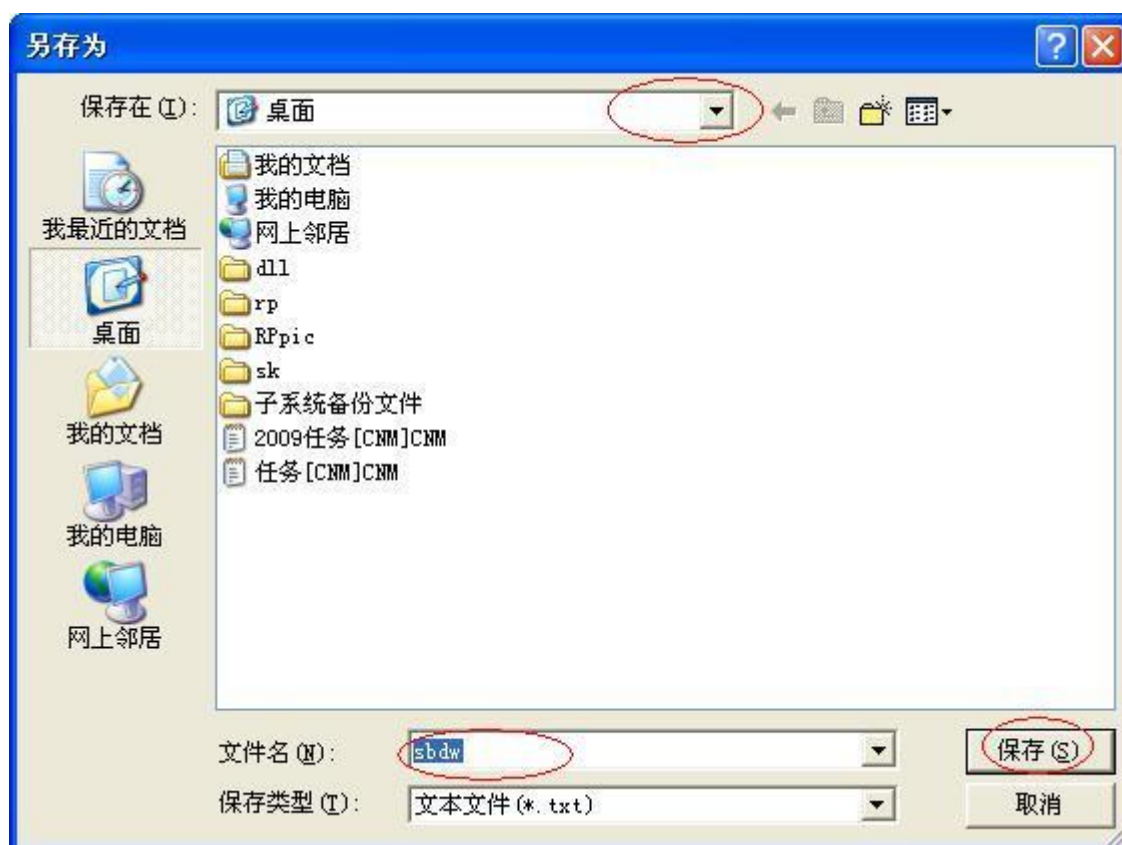 另存为
保存在(I):
桌面
我最近的文档
桌面
我的文档
我的电脑
网上邻居
我的文档
我的电脑
网上邻居
dll
rp
RPpic
sk
子系统备份文件
2009任务[CNM]CNM
任务[CNM]CNM
文件名(N):
sbdw
保存(S)
保存类型(T):
文本文件(*.txt)
取消